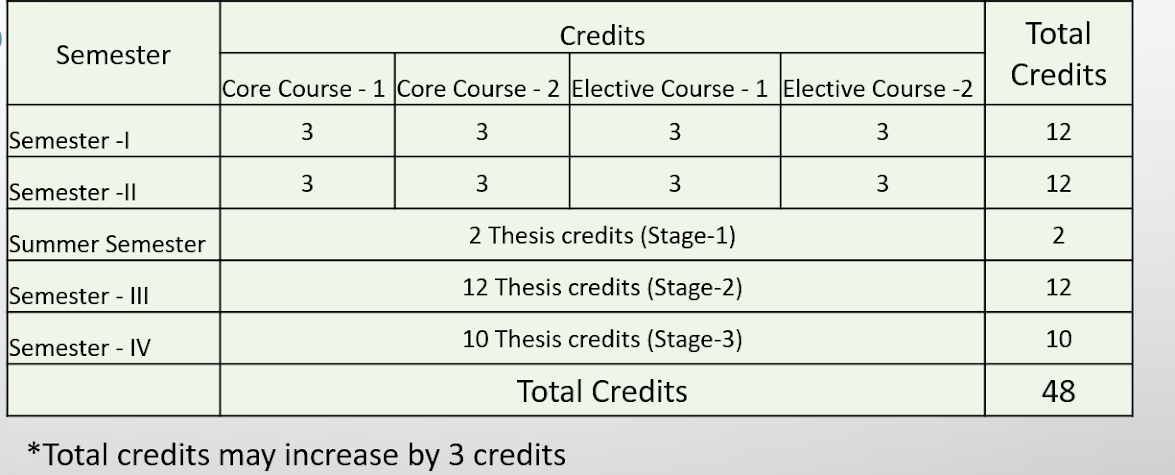 Semester Credits Total Credits
Core Course - 1 Core Course - 2 Elective Course - 1 Elective Course -2
Semester -I 3 3 3 3 12
Semester -II 3 3 3 3 12
Summer Semester 2 Thesis credits (Stage-1) 2
Semester - III 12 Thesis credits (Stage-2) 12
Semester - IV 10 Thesis credits (Stage-3) 10
Total Credits 48
*Total credits may increase by 3 credits